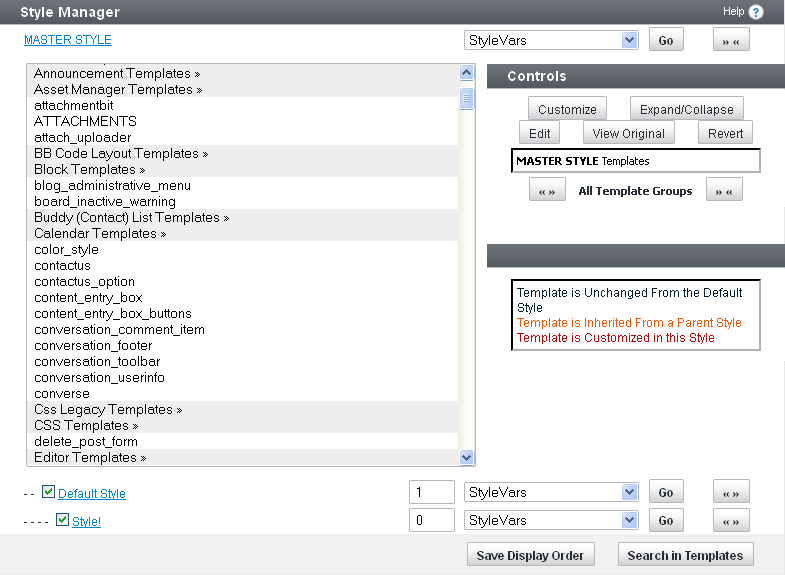 Style Manager
Help ?
MASTER STYLE
StyleVars
Go
» «
Announcement Templates »
Asset Manager Templates »
attachmentbit
ATTACHMENTS
attach_uploader
BB Code Layout Templates »
Block Templates »
blog_administrative_menu
board_inactive_warning
Buddy (Contact) List Templates »
Calendar Templates »
color_style
contactus
contactus_option
content_entry_box
content_entry_box_buttons
conversation_comment_item
conversation_footer
conversation_toolbar
conversation_userinfo
converse
Css Legacy Templates »
CSS Templates »
delete_post_form
Editor Templates »
Controls
Customize
Expand/Collapse
Edit
View Original
Revert
MASTER STYLE Templates
« »
All Template Groups
» «
Template is Unchanged From the Default
Style
Template is Inherited From a Parent Style
Template is Customized in this Style
- - Default Style
1
StyleVars
Go
« »
- - - - Style!
0
StyleVars
Go
« »
Save Display Order
Search in Templates